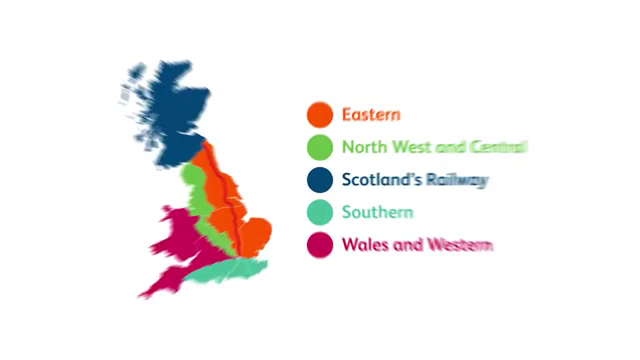 Eastern
North West and Central
Scotland's Railway
Southern
Wales and Western